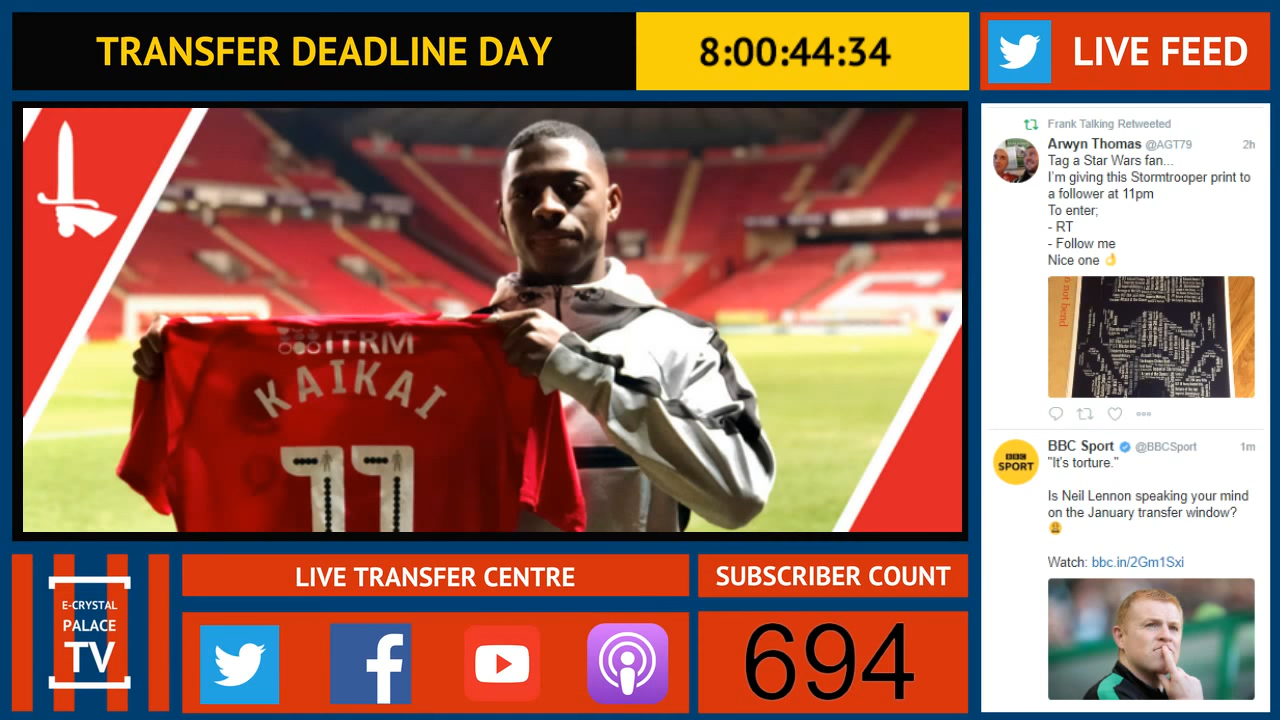 TRANSFER DEADLINE DAY
8:00:44:34
LIVE FEED
ITRM
KAIKAI
11
Frank Talking Retweeted
Arwyn Thomas @AGT79 2h
Tag a Star Wars fan...
I'm giving this Stormtrooper print to
a follower at 11pm
To enter;
- RT
- Follow me
Nice one 👌
BBC
SPORT
BBC Sport @BBCSport 1m
"It's torture."
Is Neil Lennon speaking your mind
on the January transfer window?
😩
Watch: bbc.in/2Gm1Sxi
E-CRYSTAL
PALACE
TV
LIVE TRANSFER CENTRE
SUBSCRIBER COUNT
694